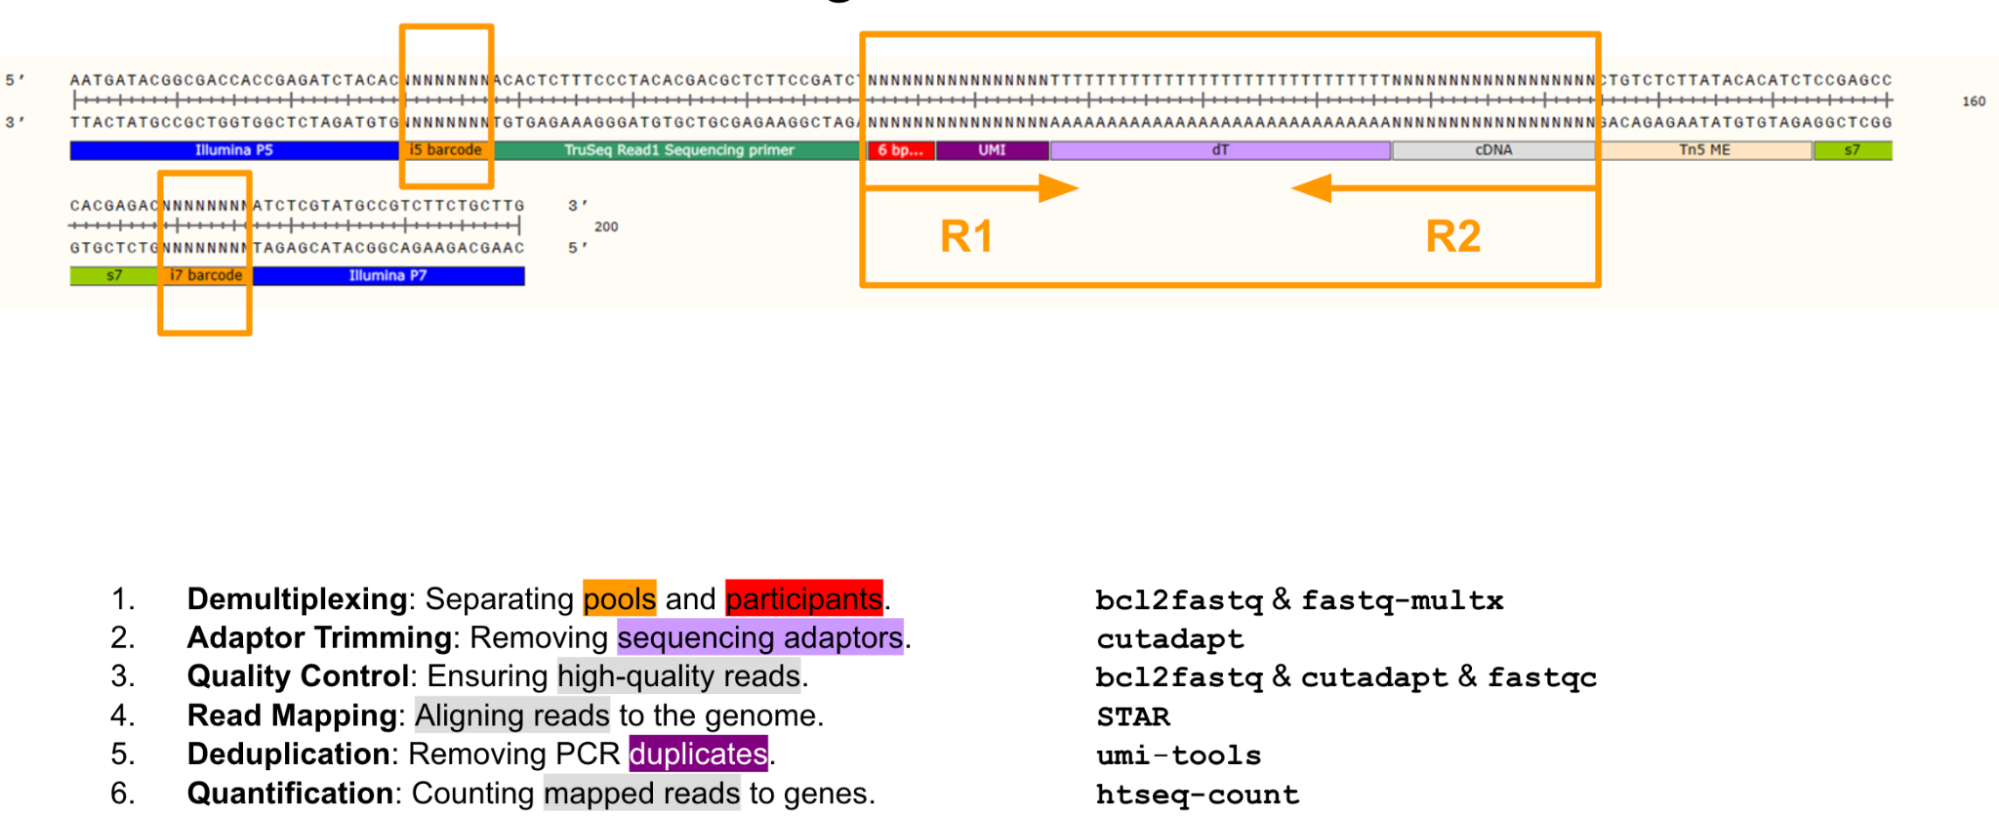 5' AATGATACGGCGACCACCGAGATCTACACNNNNNNNNACACTCTTTCCCTACACGACGCTCTTCCGATCTNNNNNNNNNNNNNNNNTTTTTTTTTTTTTTTTTTTTTTTTTTTTTTNNNNNNNNNNNNNNNNNNCTGTCTCTTATACACATCTCCGAGCC
160
3' TTACTATGCCGCTGGTGGCTCTAGATGTGNNNNNNNNTGTGAGAAAGGGATGTGCTGCGAGAAGGCTAGANNNNNNNNNNNNNNNNAAAAAAAAAAAAAAAAAAAAAAAAAAAAAANNNNNNNNNNNNNNNNNNGACAGAGAATATGTGTAGAGGCTCGG
Illumina P5 i5 barcode TruSeq Read1 Sequencing primer 6 bp... UMI dT cDNA Tn5 ME s7
R1 R2
CACGAGACNNNNNNNNATCTCGTATGCCGTCTTCTGCTTG 3'
200
GTGCTCTGNNNNNNNNTAGAGCATACGGCAGAAGACGAAC 5'
s7 i7 barcode Illumina P7
1. Demultiplexing: Separating pools and participants. bcl2fastq & fastq-multx
2. Adaptor Trimming: Removing sequencing adaptors. cutadapt
3. Quality Control: Ensuring high-quality reads. bcl2fastq & cutadapt & fastqc
4. Read Mapping: Aligning reads to the genome. STAR
5. Deduplication: Removing PCR duplicates. umi-tools
6. Quantification: Counting mapped reads to genes. htseq-count